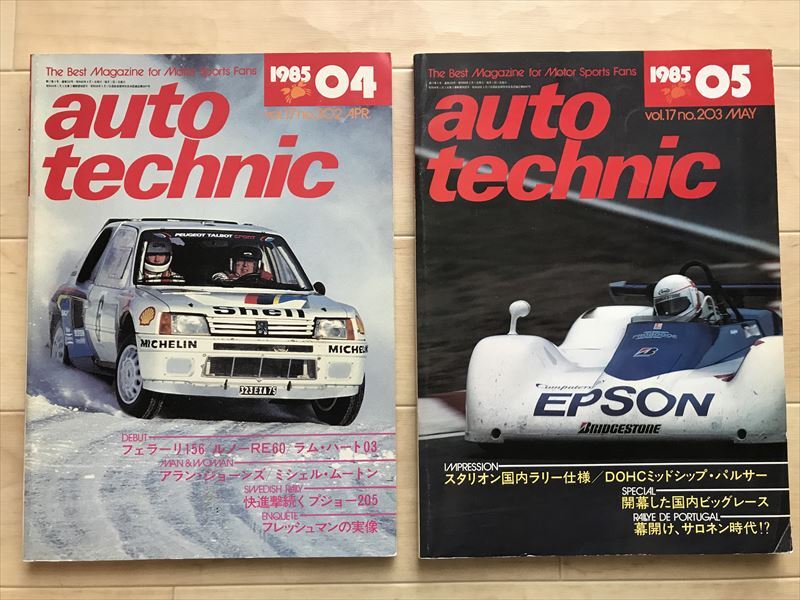 The Best Magazine for Motor Sports Fans
1985 04
vol.17 no.202 APR
auto
technic
PEUGEOT TALBOT SPORT
Shell
MICHELIN
MICHELIN
323 EXA 75
DEBUT
フェラーリ156 ルノーRE60 ラム・ハート03
MAN & WOMAN
アラン・ジョーンズ/ミシェル・ムートン
SWEDISH RALLY
快進撃続くプジョー205
ENQUÊTE
フレッシュマンの実像
The Best Magazine for Motor Sports Fans
1985 05
vol.17 no.203 MAY
auto
technic
Computers
EPSON
BRIDGESTONE
IMPRESSION
スタリオン国内ラリー仕様/DOHCミッドシップ・パルサー
SPECIAL
開幕した国内ビッグレース
RALLYE DE PORTUGAL
幕開け、サロネン時代!?